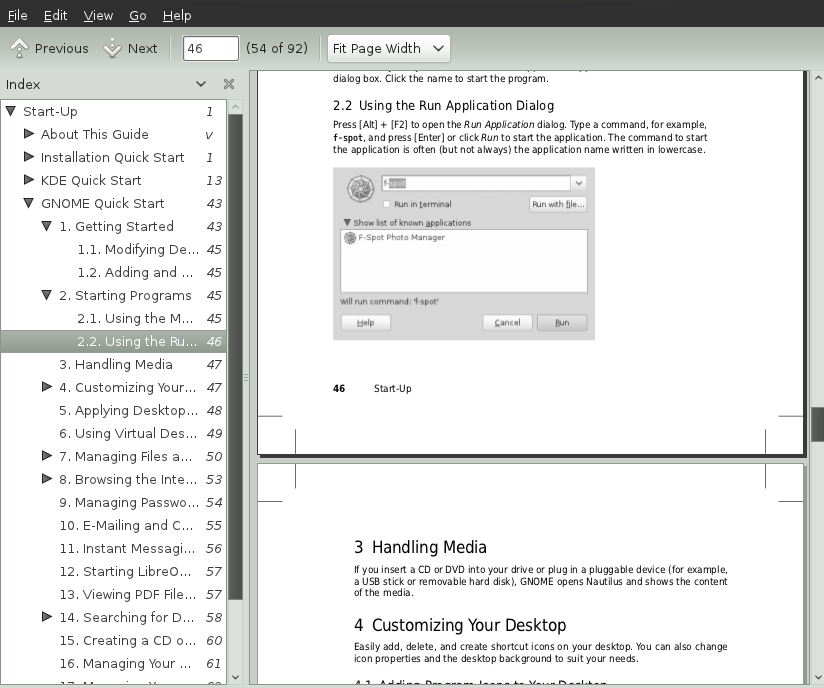 File Edit View Go Help
Previous Next 46 (54 of 92) Fit Page Width
Index
Start-Up 1
About This Guide v
Installation Quick Start 1
KDE Quick Start 13
GNOME Quick Start 43
1. Getting Started 43
1.1. Modifying De... 45
1.2. Adding and ... 45
2. Starting Programs 45
2.1. Using the M... 45
2.2. Using the Ru... 46
3. Handling Media 47
4. Customizing Your... 47
5. Applying Desktop... 48
6. Using Virtual Des... 49
7. Managing Files a... 50
8. Browsing the Inte... 53
9. Managing Passwo... 54
10. E-Mailing and C... 55
11. Instant Messagi... 56
12. Starting LibreO... 57
13. Viewing PDF File... 57
14. Searching for D... 58
15. Creating a CD o... 60
16. Managing Your ... 61
dialog box. Click the name to start the program.
2.2 Using the Run Application Dialog
Press [Alt] + [F2] to open the Run Application dialog. Type a command, for example,
f-spot, and press [Enter] or click Run to start the application. The command to start
the application is often (but not always) the application name written in lowercase.
f-spot
Run in terminal Run with file...
Show list of known applications
F-Spot Photo Manager
Will run command: 'f-spot'
Help Cancel Run
46 Start-Up
3 Handling Media
If you insert a CD or DVD into your drive or plug in a pluggable device (for example,
a USB stick or removable hard disk), GNOME opens Nautilus and shows the content
of the media.
4 Customizing Your Desktop
Easily add, delete, and create shortcut icons on your desktop. You can also change
icon properties and the desktop background to suit your needs.
4.1 Adding Program Icons to Your Desktop